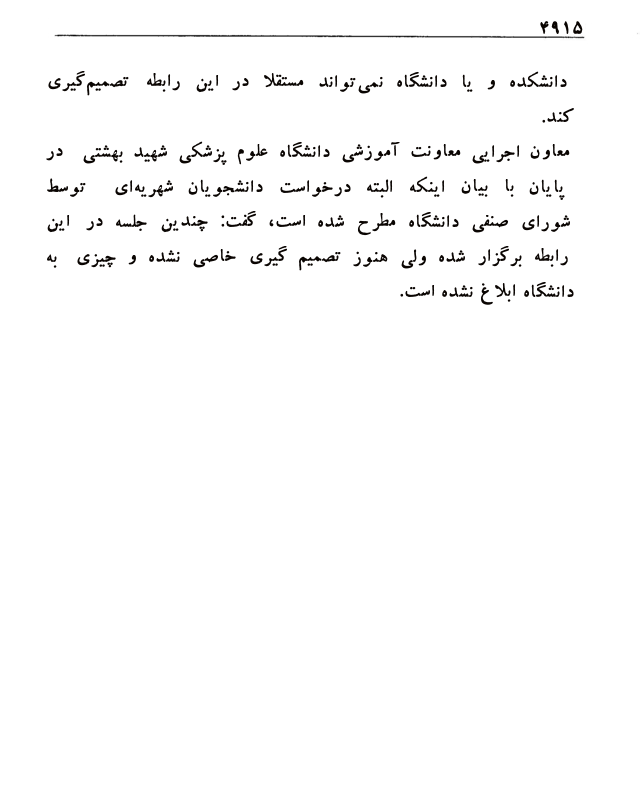 ۴۹۱۵
دانشکده و یا دانشگاه نمی‌تواند مستقلا در این رابطه تصمیم‌گیری
کند.
معاون اجرایی معاونت آموزشی دانشگاه علوم پزشکی شهید بهشتی در
پایان با بیان اینکه البته درخواست دانشجویان شهریه‌ای توسط
شورای صنفی دانشگاه مطرح شده است، گفت: چندین جلسه در این
رابطه برگزار شده ولی هنوز تصمیم گیری خاصی نشده و چیزی به
دانشگاه ابلاغ نشده است.